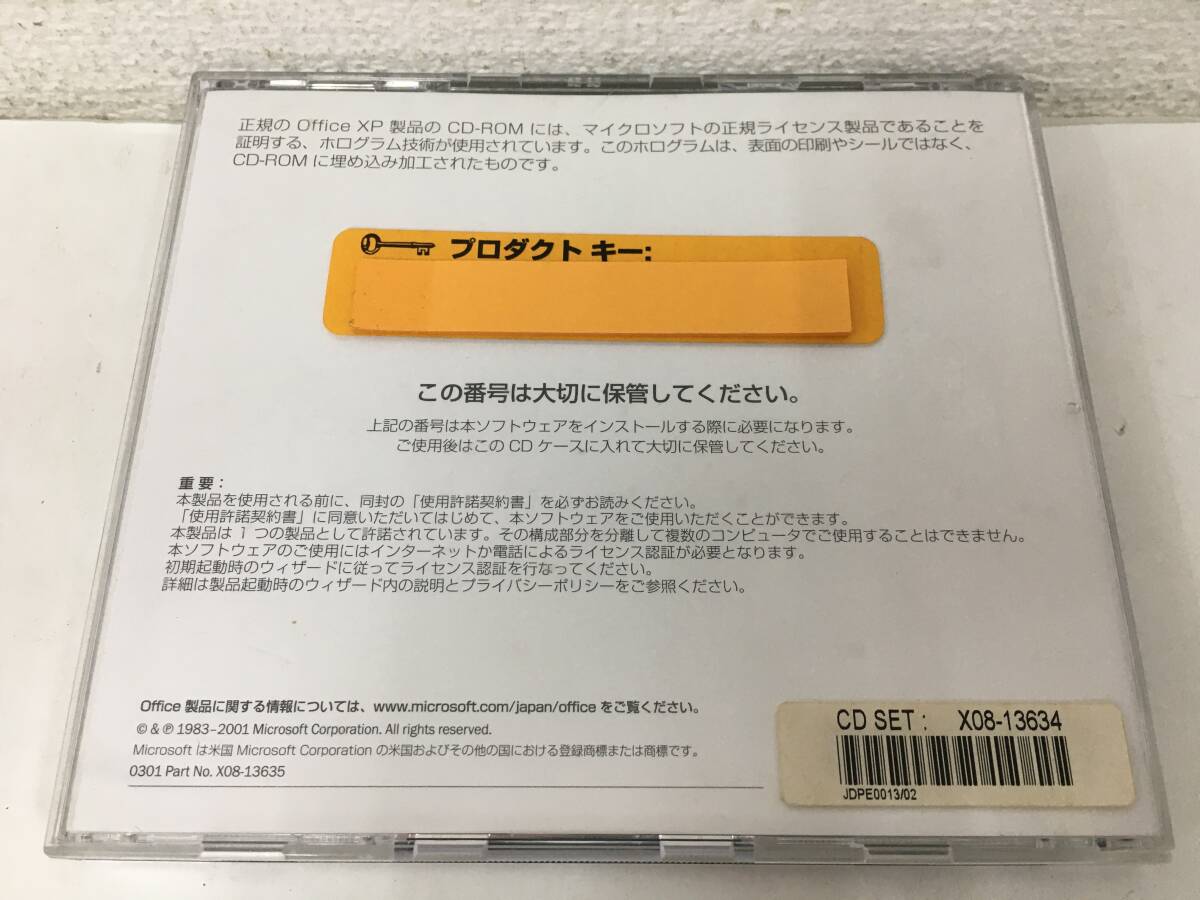 正規の Office XP 製品の CD-ROM には、マイクロソフトの正規ライセンス製品であることを
証明する、ホログラム技術が使用されています。このホログラムは、表面の印刷やシールではなく、
CD-ROM に埋め込み加工されたものです。
プロダクト キー:
この番号は大切に保管してください。
上記の番号は本ソフトウェアをインストールする際に必要になります。
ご使用後はこの CD ケースに入れて大切に保管してください。
重要：
本製品を使用される前に、同封の「使用許諾契約書」を必ずお読みください。
「使用許諾契約書」に同意いただいてはじめて、本ソフトウェアをご使用いただくことができます。
本製品は 1 つの製品として許諾されています。その構成部分を分離して複数のコンピュータでご使用することはできません。
本ソフトウェアのご使用にはインターネットか電話によるライセンス認証が必要となります。
初期起動時のウィザードに従ってライセンス認証を行なってください。
詳細は製品起動時のウィザード内の説明とプライバシーポリシーをご参照ください。
Office 製品に関する情報については、www.microsoft.com/japan/office をご覧ください。
© & ℗ 1983–2001 Microsoft Corporation. All rights reserved.
Microsoft は米国 Microsoft Corporation の米国およびその他の国における登録商標または商標です。
0301 Part No. X08-13635
CD SET : X08-13634
JDPE0013/02